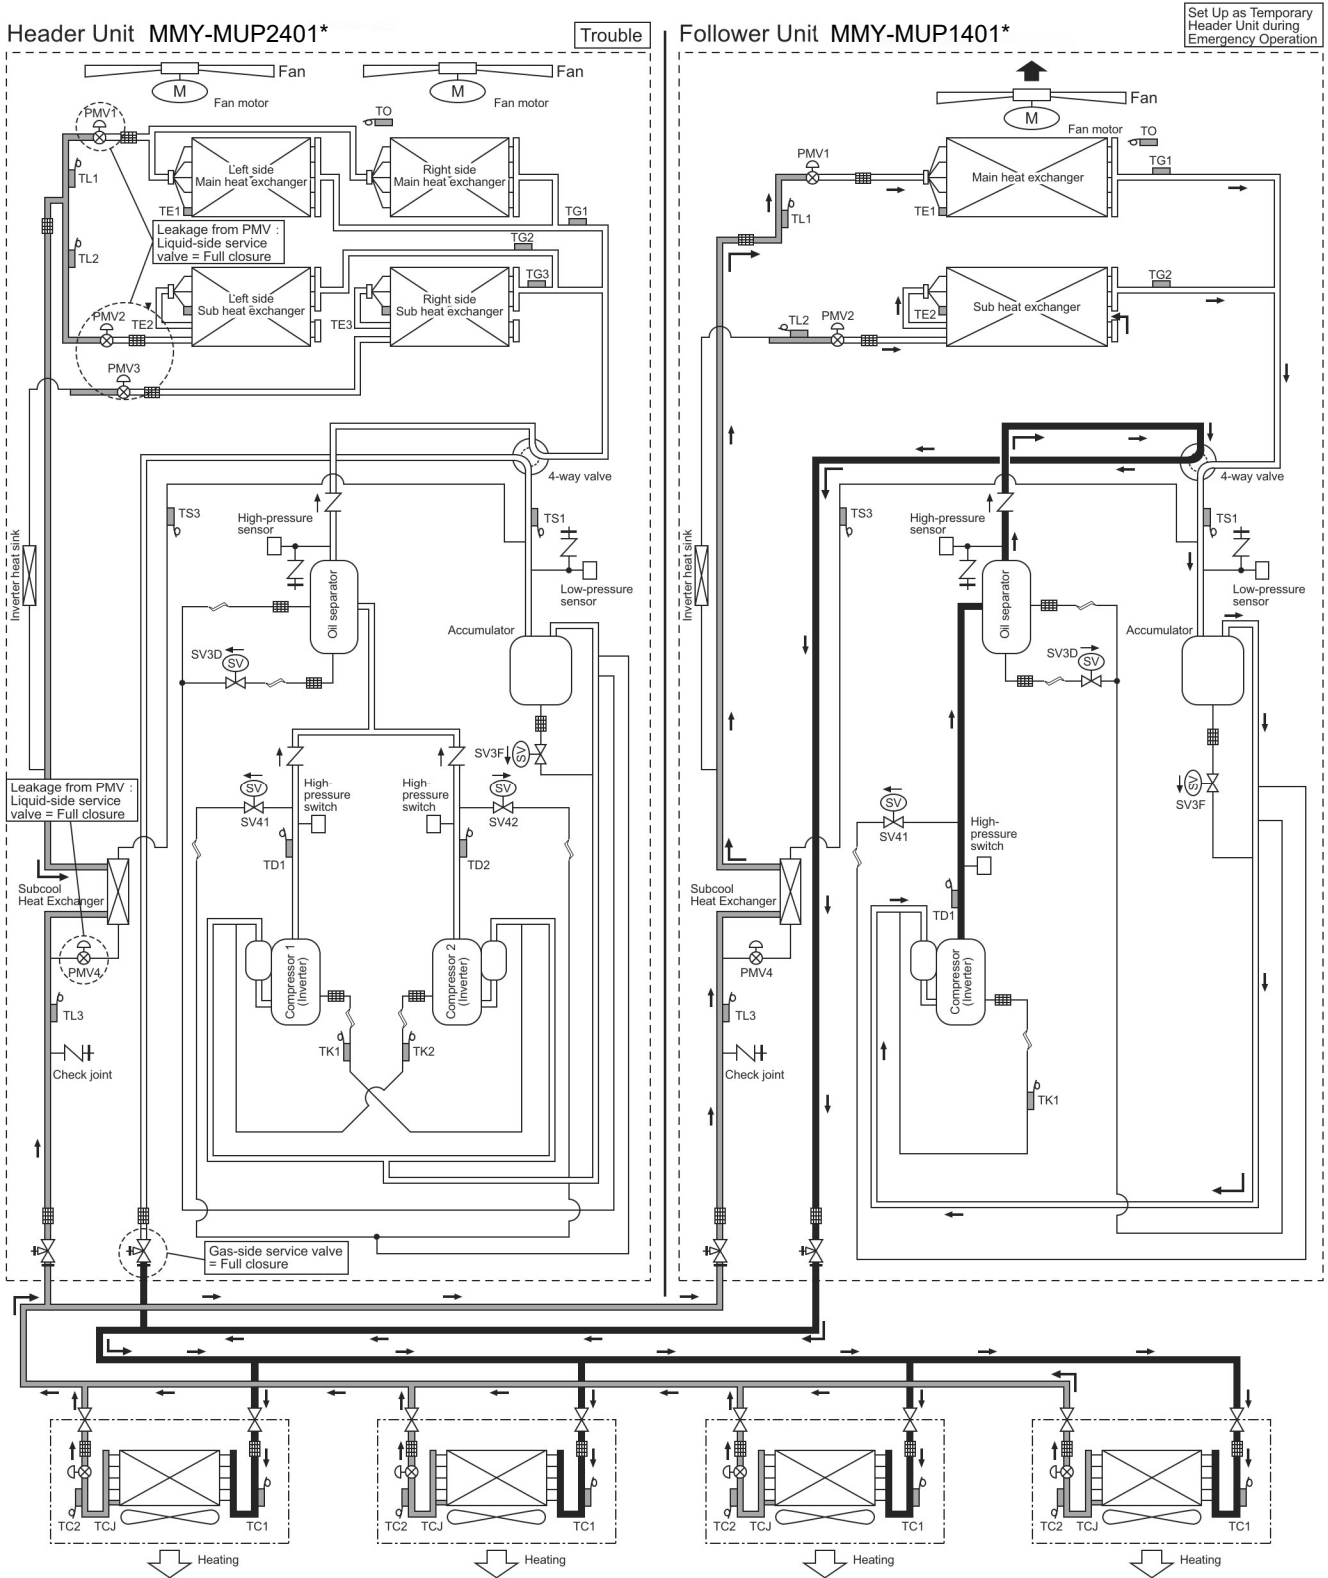 Header Unit MMY-MUP2401*
Trouble
Fan
Fan
M
M
Fan motor
Fan motor
TO
PMV1
TL1
Left side
Main heat exchanger
Right side
Main heat exchanger
TE1
TG1
Leakage from PMV :
Liquid-side service
valve = Full closure
TG2
TL2
TG3
Left side
Sub heat exchanger
Right side
Sub heat exchanger
PMV2
TE2
TE3
PMV3
4-way valve
TS3
High-pressure
sensor
TS1
Inverter heat sink
Low-pressure
sensor
Oil separator
Accumulator
SV3D
SV
SV3F
SV
Leakage from PMV :
Liquid-side service
valve = Full closure
SV
SV41
High-
pressure
switch
High-
pressure
switch
SV
SV42
TD1
TD2
Subcool
Heat Exchanger
PMV4
Compressor 1
(Inverter)
Compressor 2
(Inverter)
TL3
TK1
TK2
Check joint
Gas-side service valve
= Full closure
Follower Unit MMY-MUP1401*
Set Up as Temporary
Header Unit during
Emergency Operation
Fan
M
Fan motor
TO
PMV1
TG1
Main heat exchanger
TL1
TE1
TG2
Sub heat exchanger
TL2
PMV2
TE2
4-way valve
TS3
High-pressure
sensor
TS1
Inverter heat sink
Low-pressure
sensor
Oil separator
Accumulator
SV3D
SV
SV
SV3F
SV
SV41
High-
pressure
switch
Subcool
Heat Exchanger
TD1
PMV4
Compressor
(Inverter)
TL3
Check joint
TK1
TC2
TCJ
TC1
TC2
TCJ
TC1
TC2
TCJ
TC1
TC2
TCJ
TC1
Heating
Heating
Heating
Heating